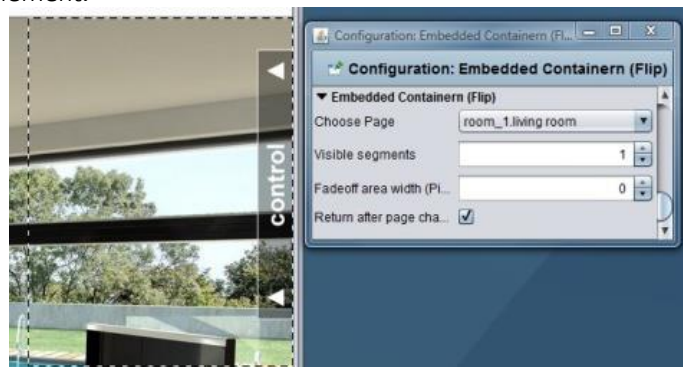 Configuration: Embedded Containern (Fl...
Configuration: Embedded Containern (Flip)
Embedded Containern (Flip)
Choose Page room_1.living room
Visible segments 1
Fadeoff area width (Pi... 0
Return after page cha...
control